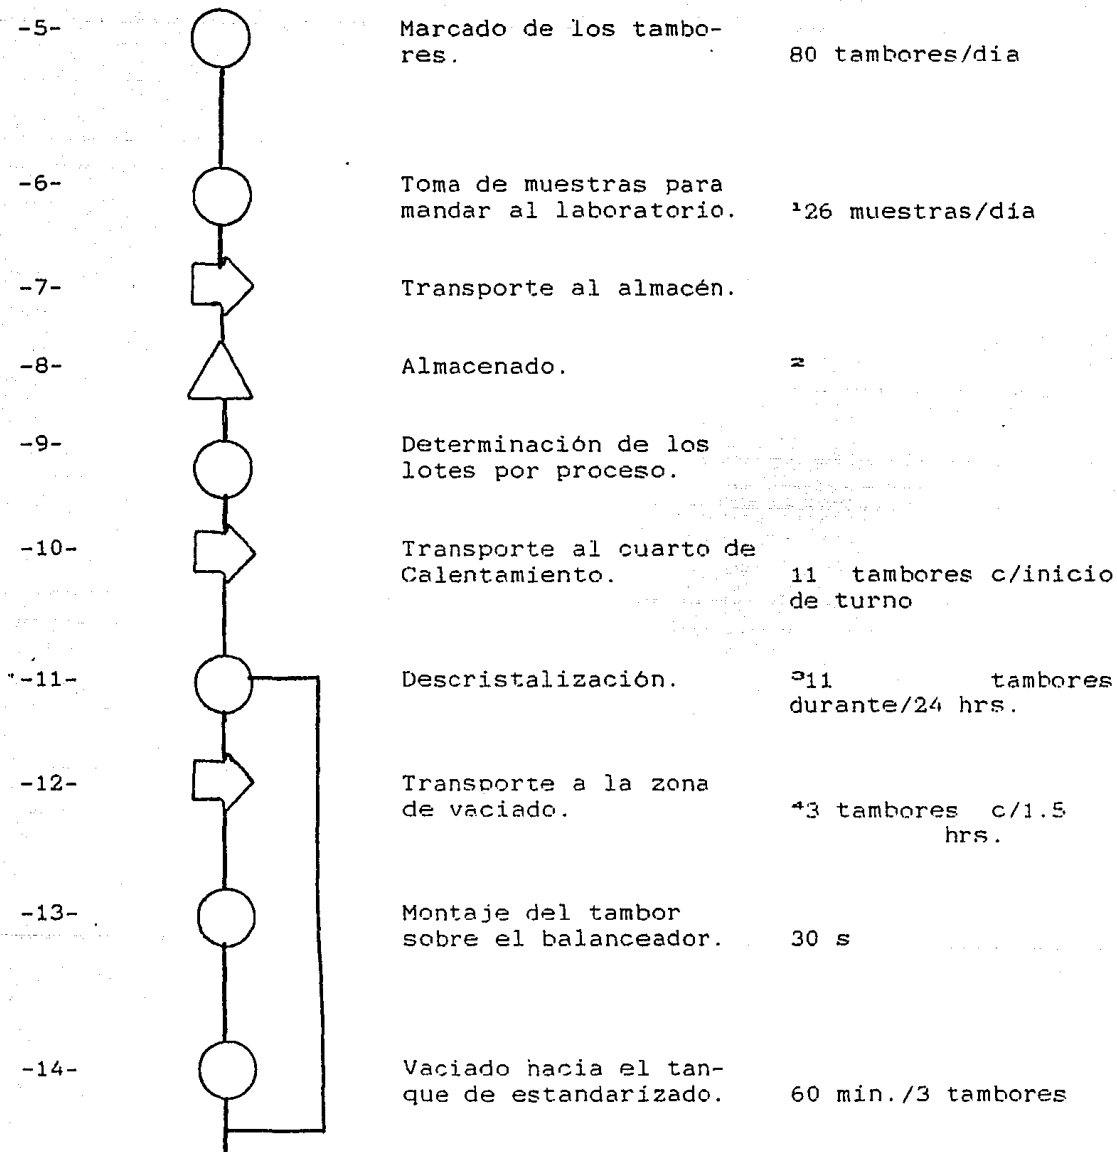 -5-
Marcado de los tambo-
res.
80 tambores/dia
-6-
Toma de muestras para
mandar al laboratorio.
¹26 muestras/dia
-7-
Transporte al almacén.
-8-
Almacenado.
²
-9-
Determinación de los
lotes por proceso.
-10-
Transporte al cuarto de
Calentamiento.
11 tambores c/inicio
de turno
-11-
Descristalización.
³11 tambores
durante/24 hrs.
-12-
Transporte a la zona
de vaciado.
⁴3 tambores c/1.5
hrs.
-13-
Montaje del tambor
sobre el balanceador.
30 s
-14-
Vaciado hacia el tan-
que de estandarizado.
60 min./3 tambores